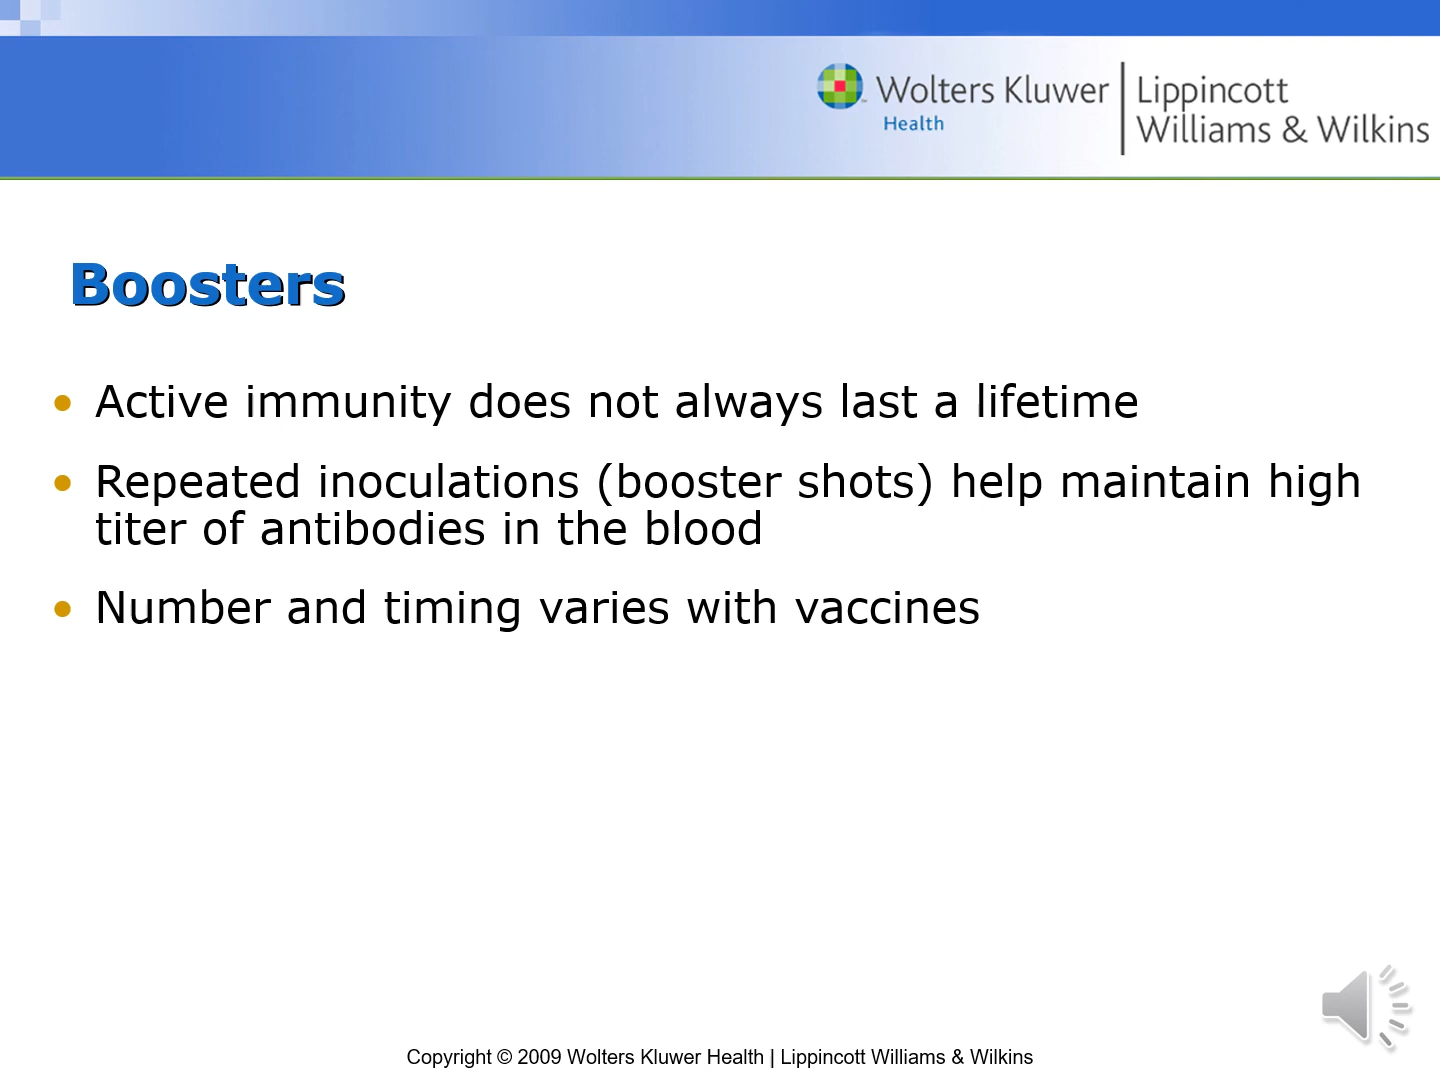 Wolters Kluwer
Health
Lippincott
Williams & Wilkins
Boosters
• Active immunity does not always last a lifetime
• Repeated inoculations (booster shots) help maintain high
titer of antibodies in the blood
• Number and timing varies with vaccines
Copyright © 2009 Wolters Kluwer Health | Lippincott Williams & Wilkins